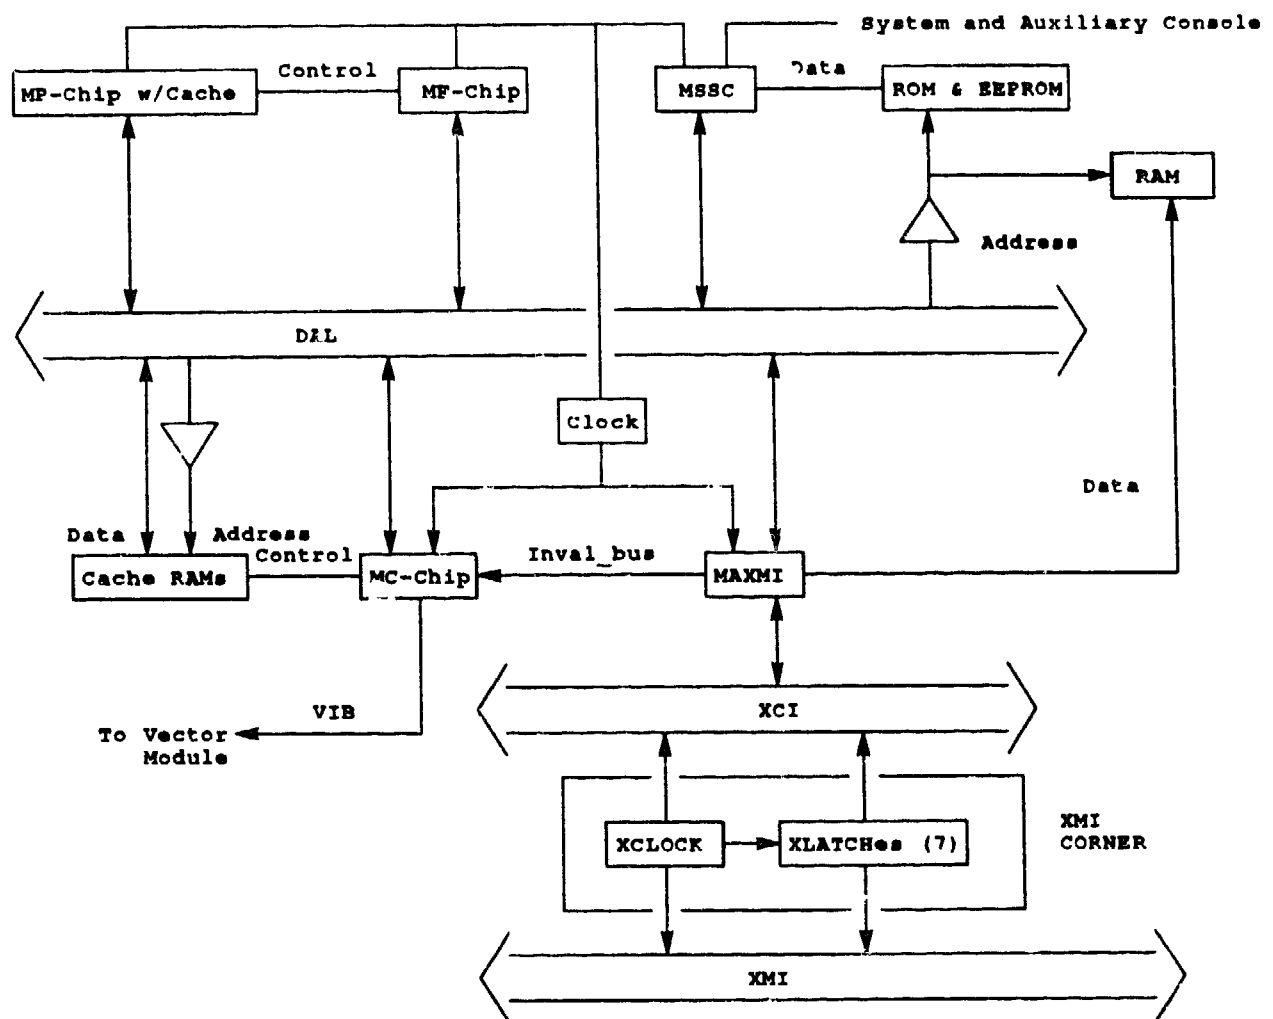 System and Auxiliary Console
MP-Chip w/Cache
Control
MF-Chip
MSSC
Data
ROM & EEPROM
RAM
Address
DAL
Clock
Data
Data
Address
Control
Cache RAMs
MC-Chip
Inval_bus
MAXMI
VIB
To Vector
Module
XCI
XCLOCK
XLATCHes (7)
XMI
CORNER
XMI